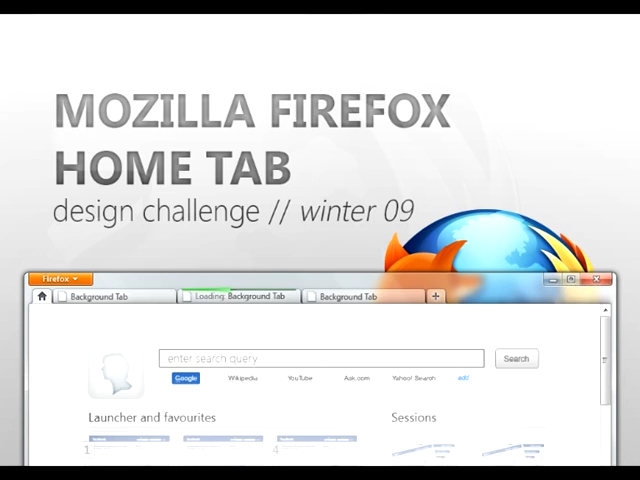 MOZILLA FIREFOX
HOME TAB
design challenge // winter 09
Firefox
Background Tab Loading: Background Tab Background Tab +
enter search query Search
Google Wikipedia YouTube Ask.com Yahoo! Search add
Launcher and favourites Sessions
1 4